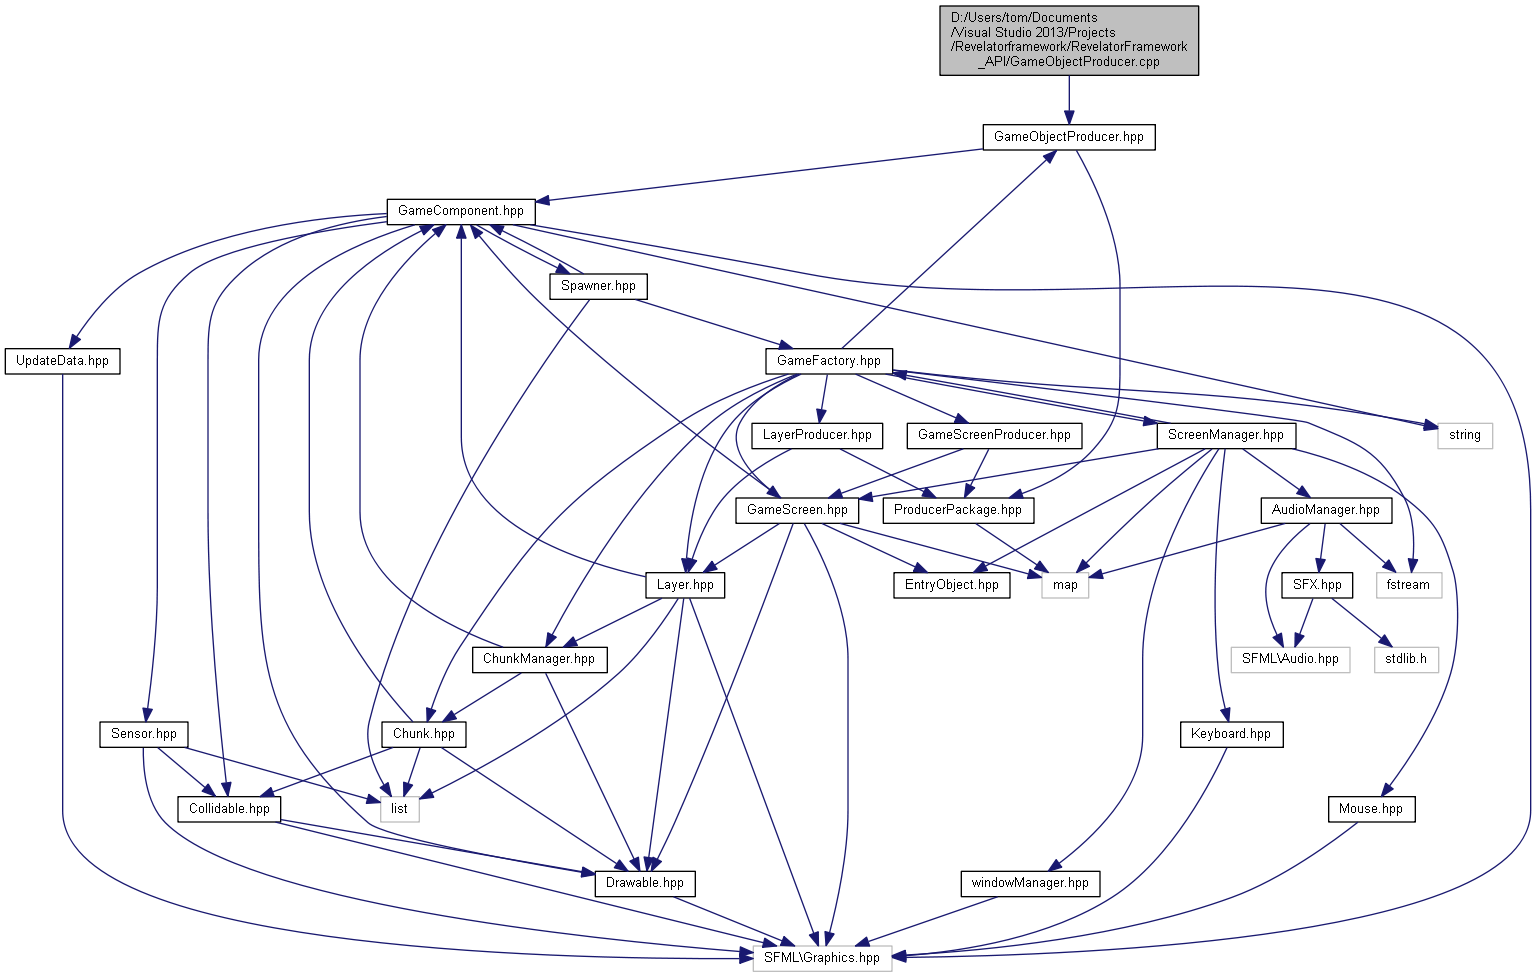 D:/Users/tom/Documents
/Visual Studio 2013/Projects
/Revelatorframework/RevelatorFramework
_API/GameObjectProducer.cpp
GameObjectProducer.hpp
GameComponent.hpp
Spawner.hpp
UpdateData.hpp
GameFactory.hpp
LayerProducer.hpp
GameScreenProducer.hpp
ScreenManager.hpp
string
GameScreen.hpp
ProducerPackage.hpp
AudioManager.hpp
Layer.hpp
EntryObject.hpp
map
SFX.hpp
fstream
ChunkManager.hpp
SFML\Audio.hpp
stdlib.h
Sensor.hpp
Chunk.hpp
Keyboard.hpp
Collidable.hpp
list
Mouse.hpp
Drawable.hpp
windowManager.hpp
SFML\Graphics.hpp